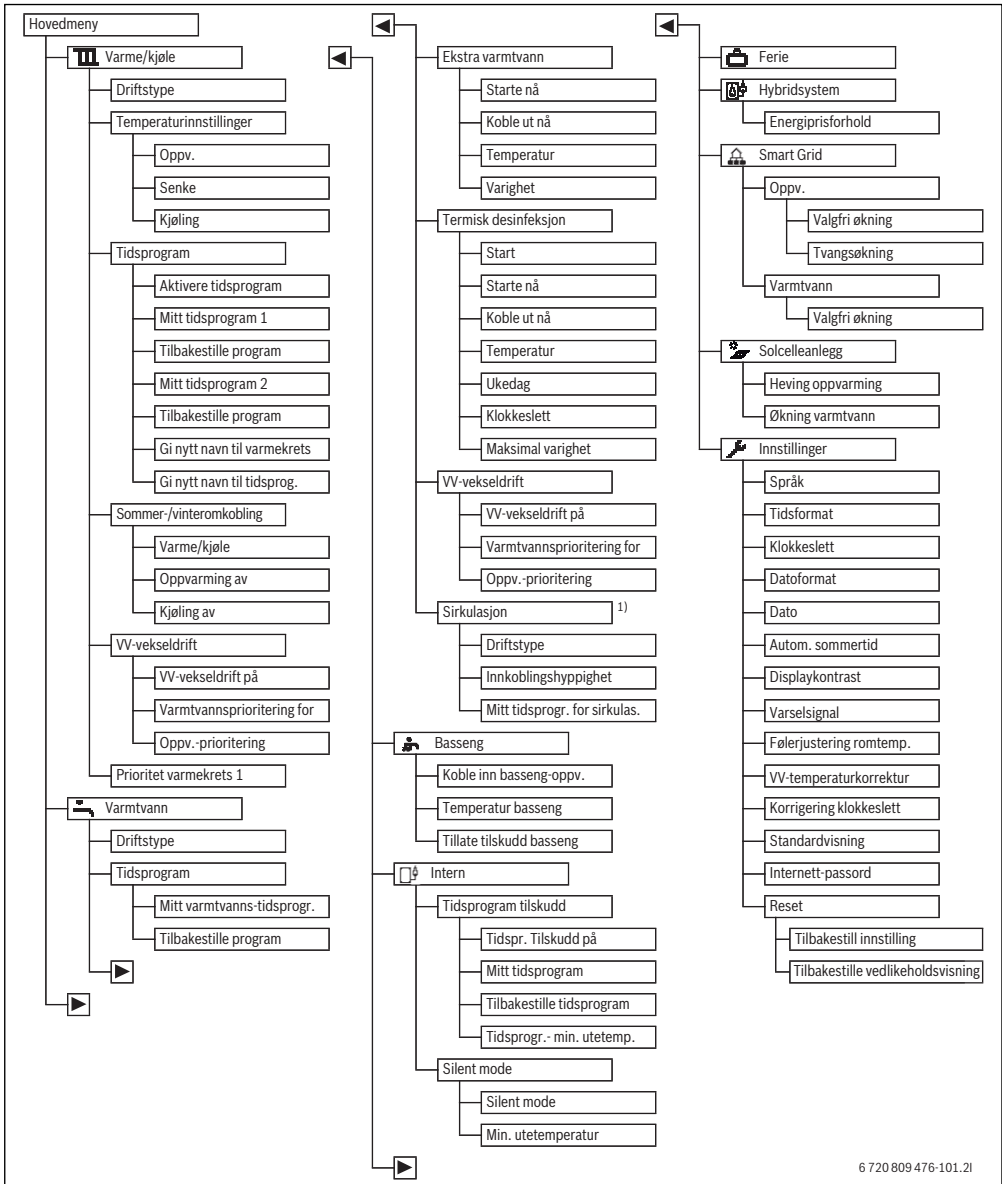 Hovedmeny
Varme/kjøle
Driftstype
Temperaturinnstillinger
Oppv.
Senke
Kjøling
Tidsprogram
Aktivere tidsprogram
Mitt tidsprogram 1
Tilbakestille program
Mitt tidsprogram 2
Tilbakestille program
Gi nytt navn til varmekrets
Gi nytt navn til tidsprog.
Sommer-/vinteromkobling
Varme/kjøle
Oppvarming av
Kjøling av
VV-vekseldrift
VV-vekseldrift på
Varmtvannsprioritering for
Oppv.-prioritering
Prioritet varmekrets 1
Varmtvann
Driftstype
Tidsprogram
Mitt varmtvanns-tidsprogr.
Tilbakestille program
Ekstra varmtvann
Starte nå
Koble ut nå
Temperatur
Varighet
Termisk desinfeksjon
Start
Starte nå
Koble ut nå
Temperatur
Ukedag
Klokkeslett
Maksimal varighet
VV-vekseldrift
VV-vekseldrift på
Varmtvannsprioritering for
Oppv.-prioritering
Sirkulasjon 1)
Driftstype
Innkoblingshyppighet
Mitt tidsprogr. for sirkulas.
Basseng
Koble inn basseng-oppv.
Temperatur basseng
Tillate tilskudd basseng
Intern
Tidsprogram tilskudd
Tidspr. Tilskudd på
Mitt tidsprogram
Tilbakestille tidsprogram
Tidsprogr.- min. utetemp.
Silent mode
Silent mode
Min. utetemperatur
Ferie
Hybridsystem
Energiprisforhold
Smart Grid
Oppv.
Valgfri økning
Tvangsøkning
Varmtvann
Valgfri økning
Solcelleanlegg
Heving oppvarming
Økning varmtvann
Innstillinger
Språk
Tidsformat
Klokkeslett
Datoformat
Dato
Autom. sommertid
Displaykontrast
Varselsignal
Følerjustering romtemp.
VV-temperaturkorrektur
Korrigering klokkeslett
Standardvisning
Internett-passord
Reset
Tilbakestill innstilling
Tilbakestille vedlikeholdsvisning
6 720 809 476-101.2I